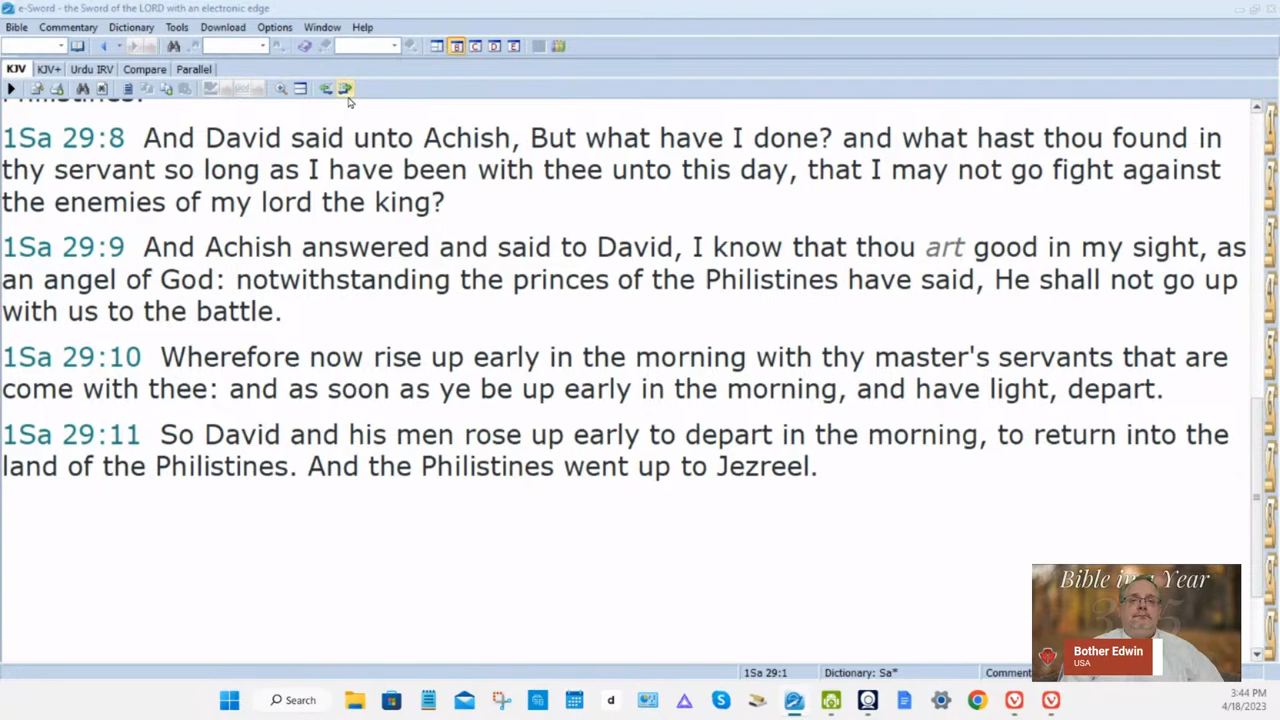 e-Sword - the Sword of the LORD with an electronic edge
Bible Commentary Dictionary Tools Download Options Window Help
B C D E
KJV KJV+ Urdu IRV Compare Parallel
Philistines.
1Sa 29:8 And David said unto Achish, But what have I done? and what hast thou found in
thy servant so long as I have been with thee unto this day, that I may not go fight against
the enemies of my lord the king?
1Sa 29:9 And Achish answered and said to David, I know that thou art good in my sight, as
an angel of God: notwithstanding the princes of the Philistines have said, He shall not go up
with us to the battle.
1Sa 29:10 Wherefore now rise up early in the morning with thy master's servants that are
come with thee: and as soon as ye be up early in the morning, and have light, depart.
1Sa 29:11 So David and his men rose up early to depart in the morning, to return into the
land of the Philistines. And the Philistines went up to Jezreel.
Bible in a Year
365
Bother Edwin
USA
1Sa 29:1 Dictionary: Sa* Comment
Search
3:44 PM
4/18/2023